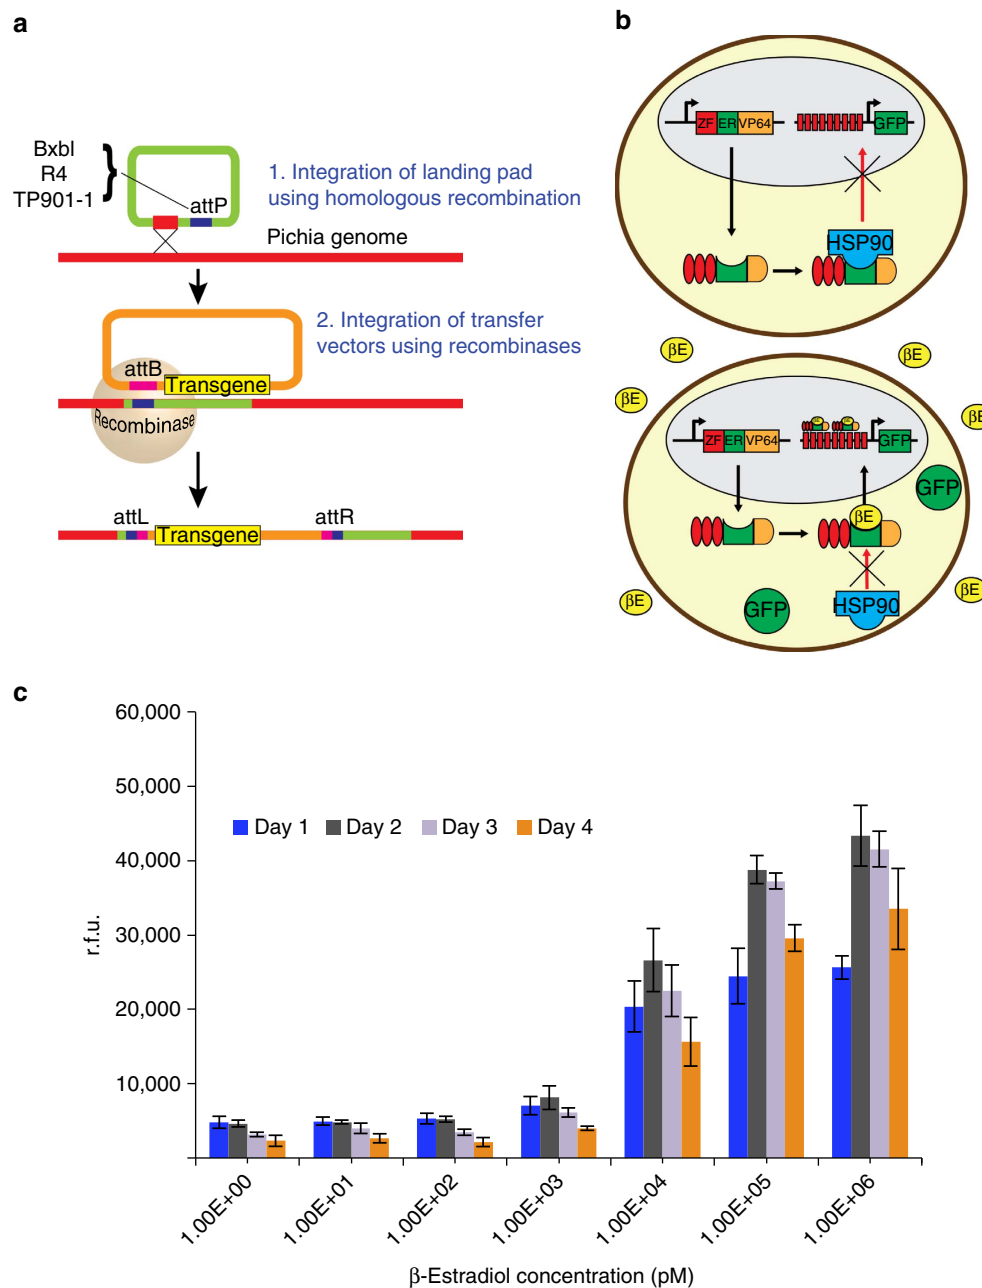 a
Bxbl
R4
TP901-1
}
attP
1. Integration of landing pad
using homologous recombination
Pichia genome
2. Integration of transfer
vectors using recombinases
attB
Transgene
Recombinase
attL
Transgene
attR
b
ZF ER VP64
GFP
HSP90
βE
βE
βE
βE
ZF ER VP64
GFP
GFP
βE
βE
GFP
HSP90
βE
c
60,000
50,000
40,000
30,000
20,000
10,000
r.f.u.
Day 1 Day 2 Day 3 Day 4
1.00E+00
1.00E+01
1.00E+02
1.00E+03
1.00E+04
1.00E+05
1.00E+06
β-Estradiol concentration (pM)